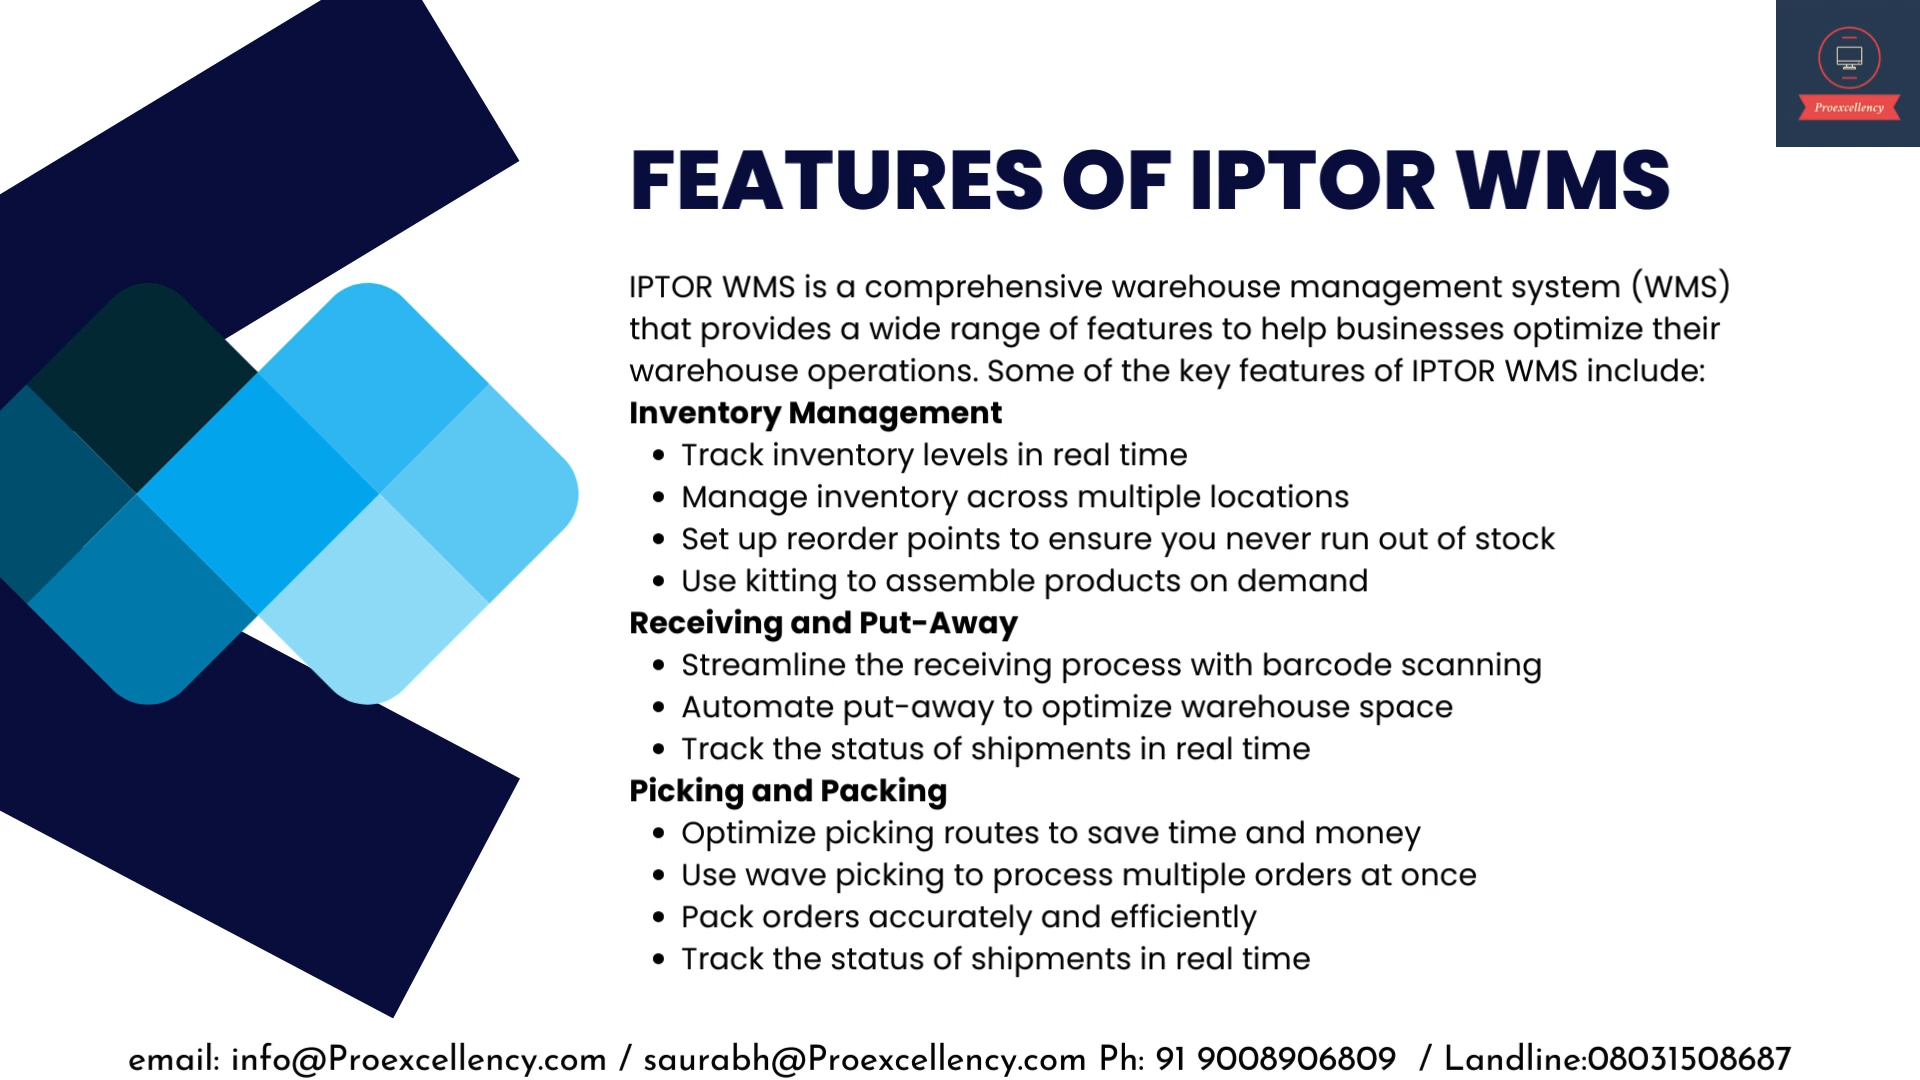 Proexcellency
FEATURES OF IPTOR WMS
IPTOR WMS is a comprehensive warehouse management system (WMS)
that provides a wide range of features to help businesses optimize their
warehouse operations. Some of the key features of IPTOR WMS include:
Inventory Management
• Track inventory levels in real time
• Manage inventory across multiple locations
• Set up reorder points to ensure you never run out of stock
• Use kitting to assemble products on demand
Receiving and Put-Away
• Streamline the receiving process with barcode scanning
• Automate put-away to optimize warehouse space
• Track the status of shipments in real time
Picking and Packing
• Optimize picking routes to save time and money
• Use wave picking to process multiple orders at once
• Pack orders accurately and efficiently
• Track the status of shipments in real time
email: info@Proexcellency.com / saurabh@Proexcellency.com Ph: 91 9008906809 / Landline:08031508687